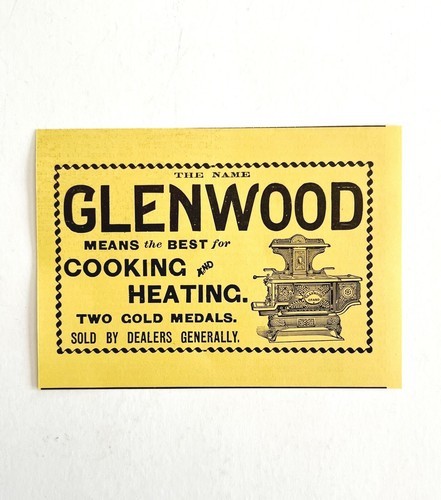 THE NAME
GLENWOOD
MEANS the BEST for
COOKING AND
HEATING.
TWO GOLD MEDALS.
SOLD BY DEALERS GENERALLY.